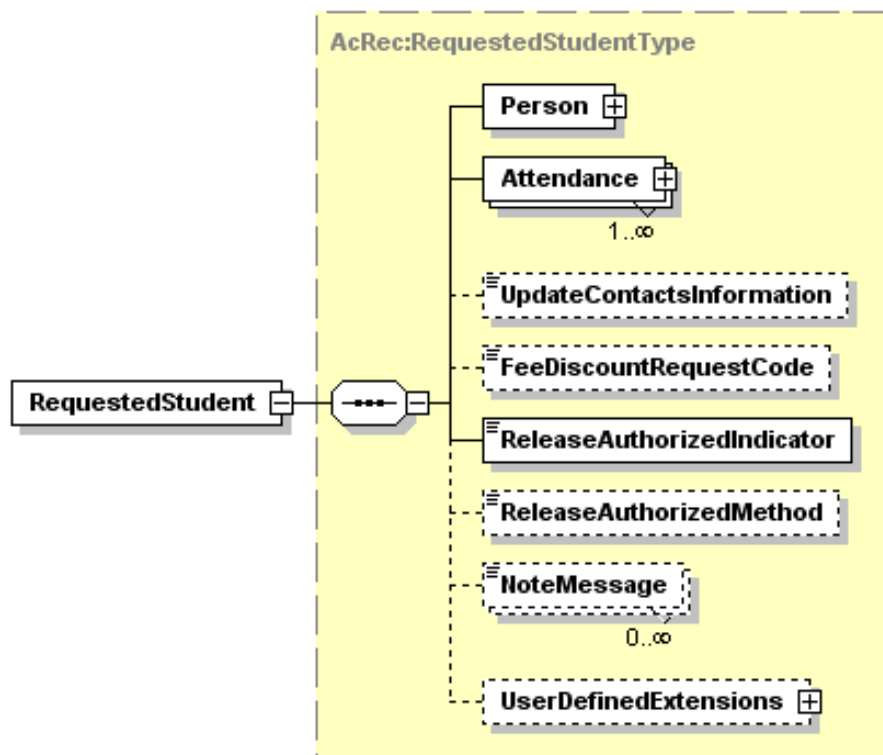 AcRec:RequestedStudentType
Person
Attendance
1..∞
UpdateContactsInformation
FeeDiscountRequestCode
RequestedStudent
ReleaseAuthorizedIndicator
ReleaseAuthorizedMethod
NoteMessage
0..∞
UserDefinedExtensions